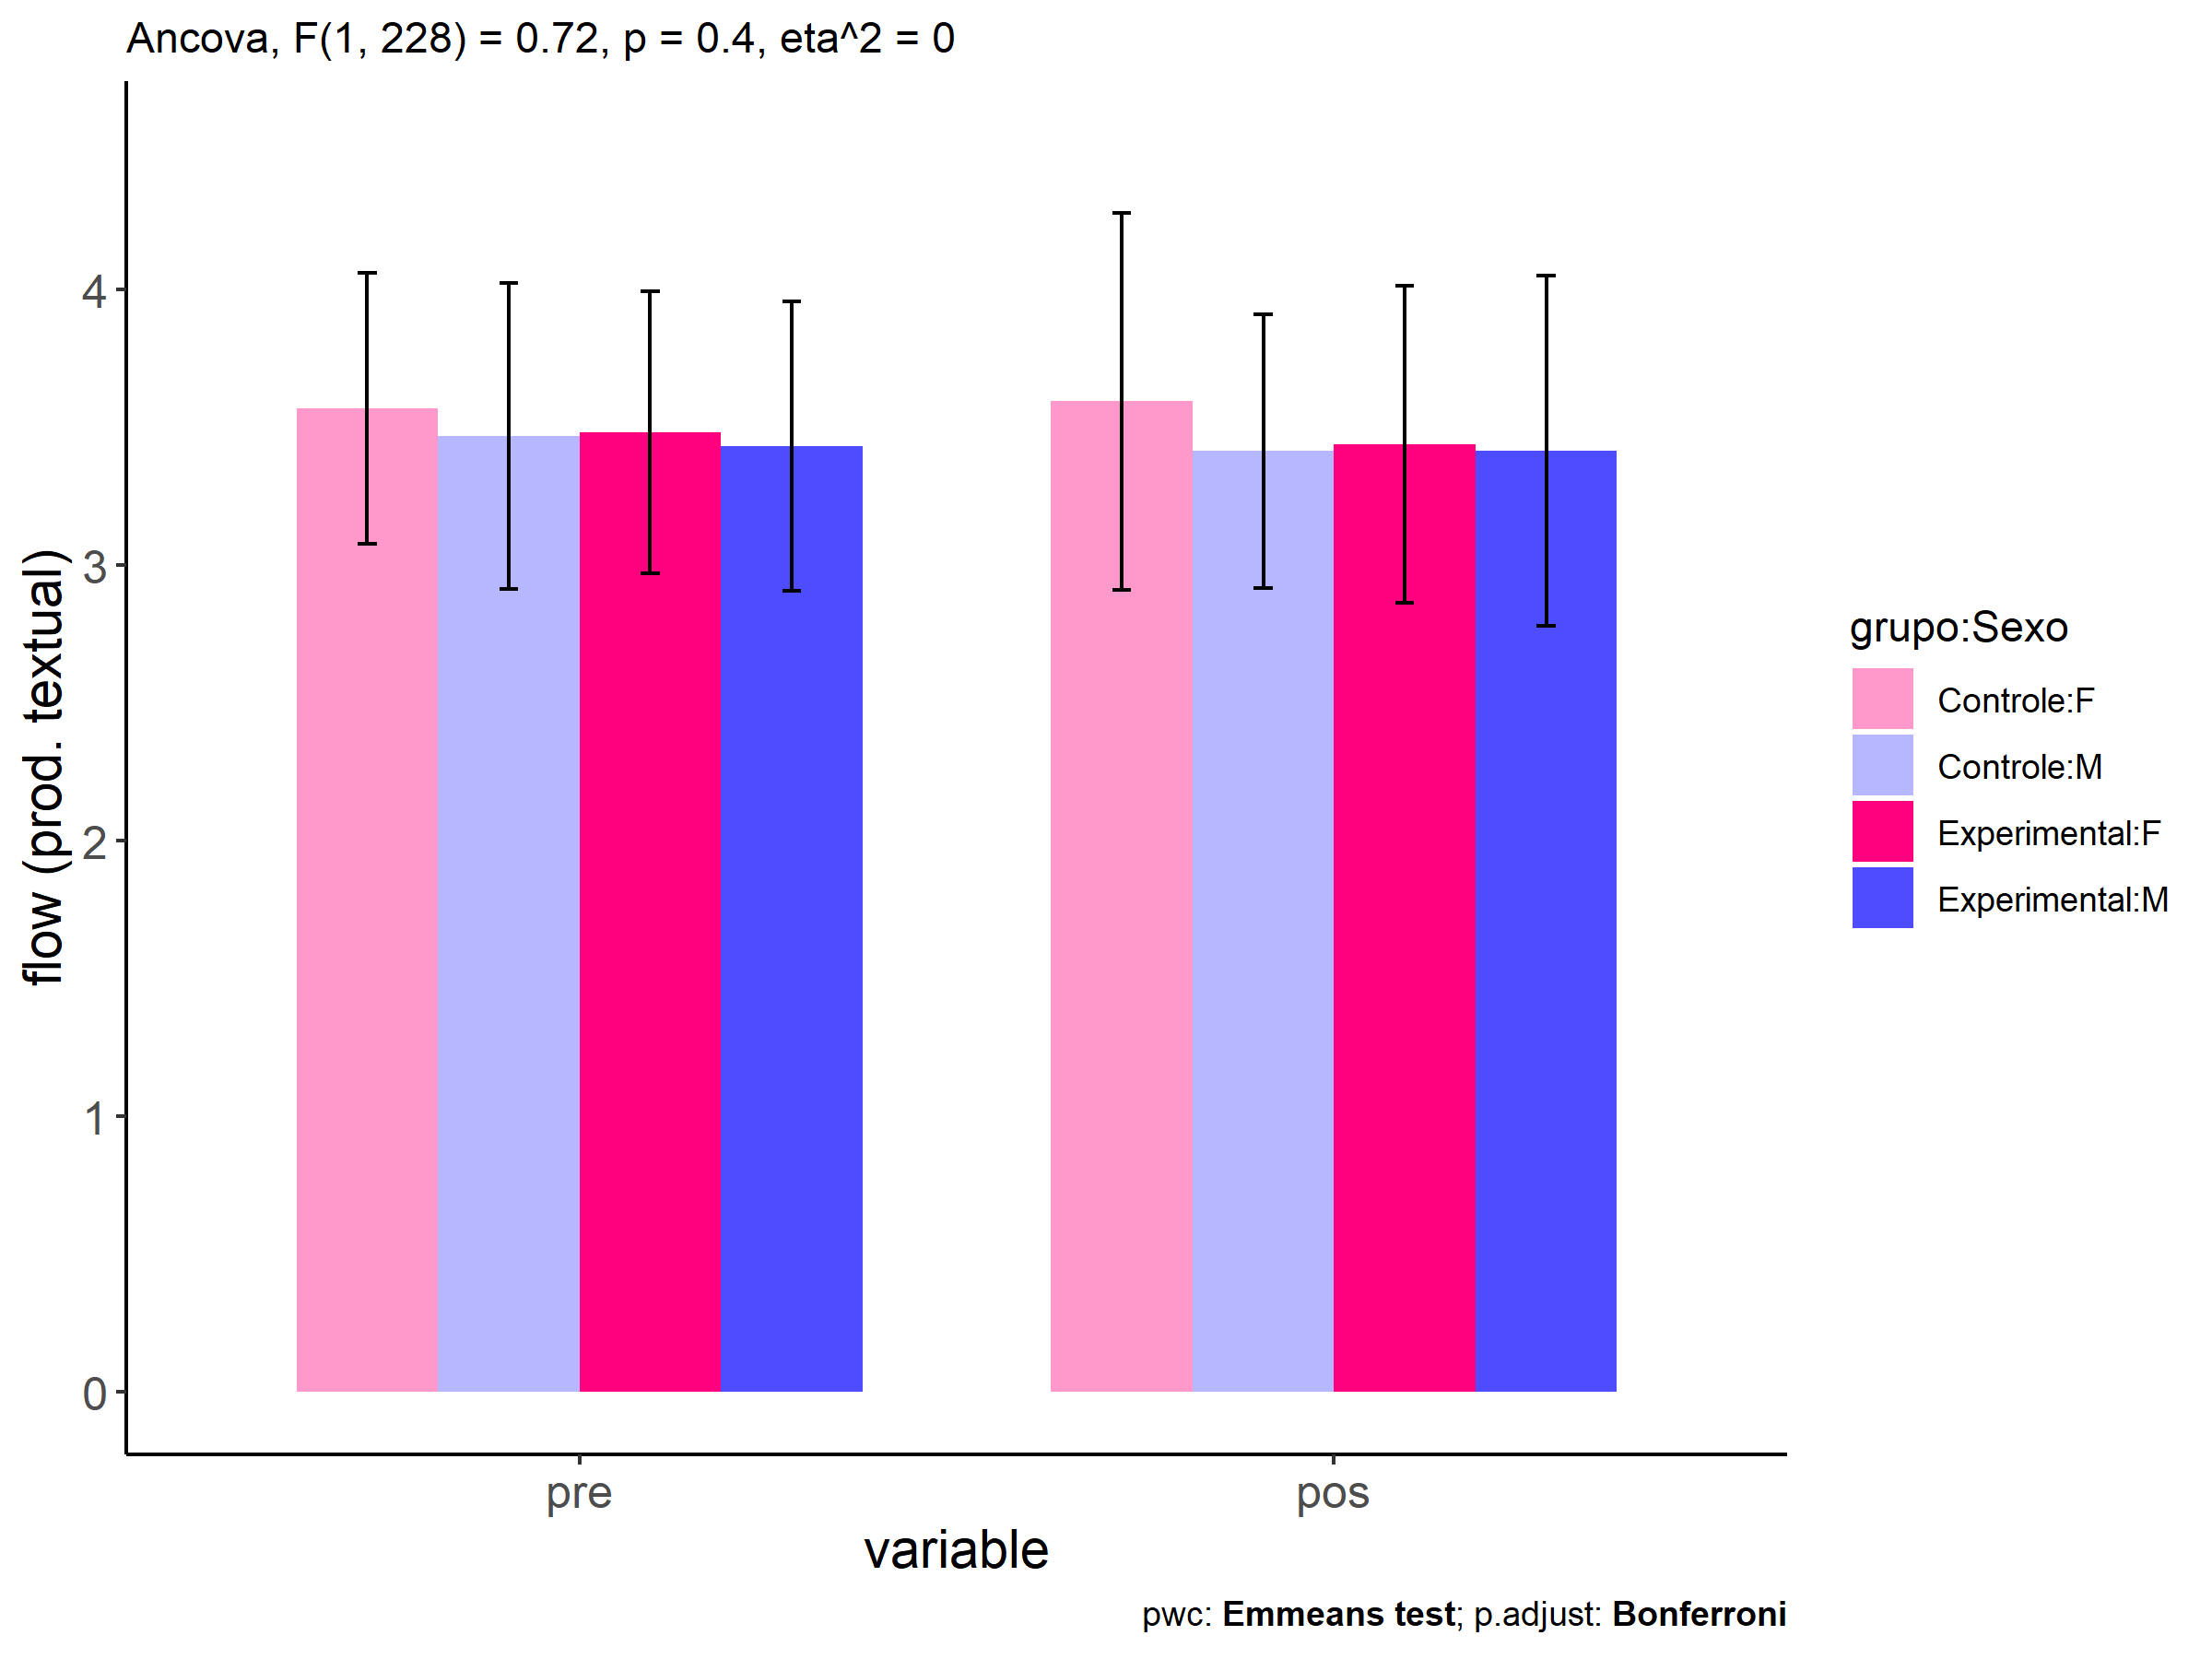 Ancova, F(1, 228) = 0.72, p = 0.4, eta^2 = 0
flow (prod. textual)
4
3
2
1
0
pre
pos
variable
grupo:Sexo
Controle:F
Controle:M
Experimental:F
Experimental:M
pwc: Emmeans test; p.adjust: Bonferroni